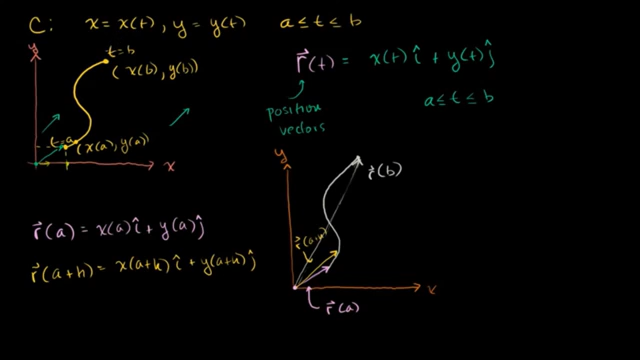 C: x = x(t), y = y(t) a ≤ t ≤ b
y
t=b
(x(b), y(b))
t=a
(x(a), y(a))
x
r⃗(t) = x(t) î + y(t) ĵ
position
vectors
a ≤ t ≤ b
y
r⃗(b)
r⃗(a+h)
x
r⃗(a)
r⃗(a) = x(a) î + y(a) ĵ
r⃗(a+h) = x(a+h) î + y(a+h) ĵ